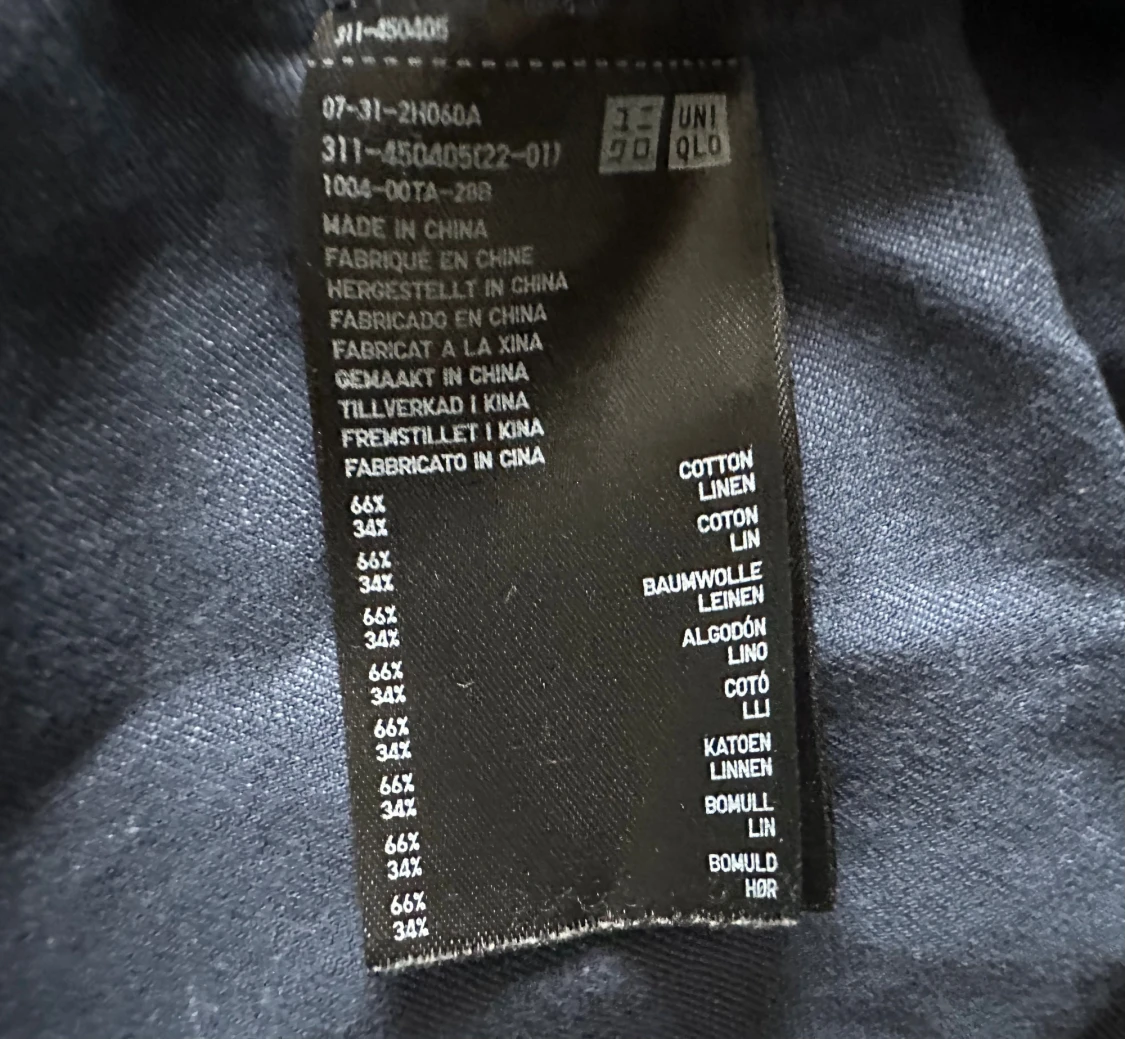 311-450405
07-31-2H060A
311-450405(22-01)
1004-00TA-28B
UNI
QLO
MADE IN CHINA
FABRIQUÉ EN CHINE
HERGESTELLT IN CHINA
FABRICADO EN CHINA
FABRICAT A LA XINA
GEMAAKT IN CHINA
TILLVERKAD I KINA
FREMSTILLET I KINA
FABBRICATO IN CINA
66% COTTON
34% LINEN
66% COTON
34% LIN
66% BAUMWOLLE
34% LEINEN
66% ALGODÓN
34% LINO
66% COTÓ
34% LLI
66% KATOEN
34% LINNEN
66% BOMULL
34% LIN
66% BOMULD
34% HØR